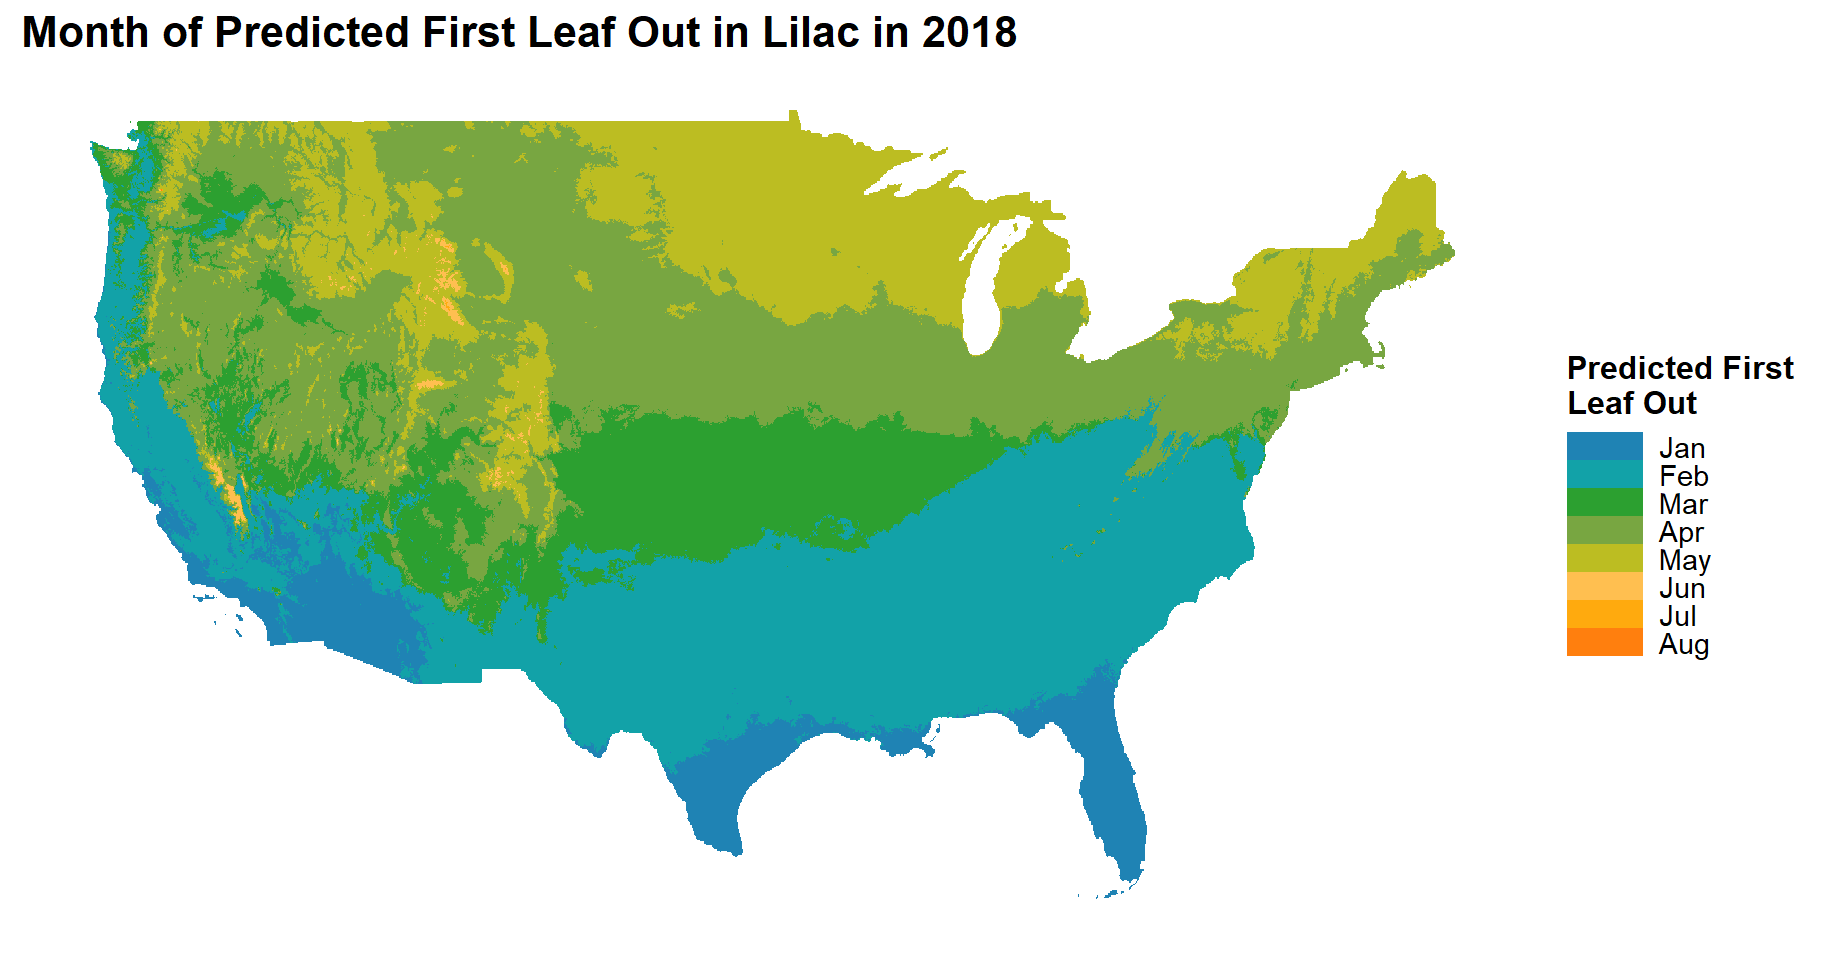 Month of Predicted First Leaf Out in Lilac in 2018
Predicted First
Leaf Out
Jan
Feb
Mar
Apr
May
Jun
Jul
Aug